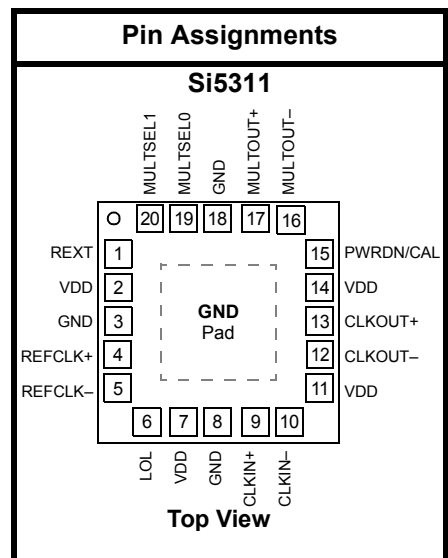 Pin Assignments
Si5311
MULTSEL1
MULTSEL0
GND
MULTOUT+
MULTOUT–
20 19 18 17 16
REXT 1
VDD 2
GND 3
REFCLK+ 4
REFCLK– 5
GND
Pad
15 PWRDN/CAL
14 VDD
13 CLKOUT+
12 CLKOUT–
11 VDD
6 7 8 9 10
LOL
VDD
GND
CLKIN+
CLKIN–
Top View